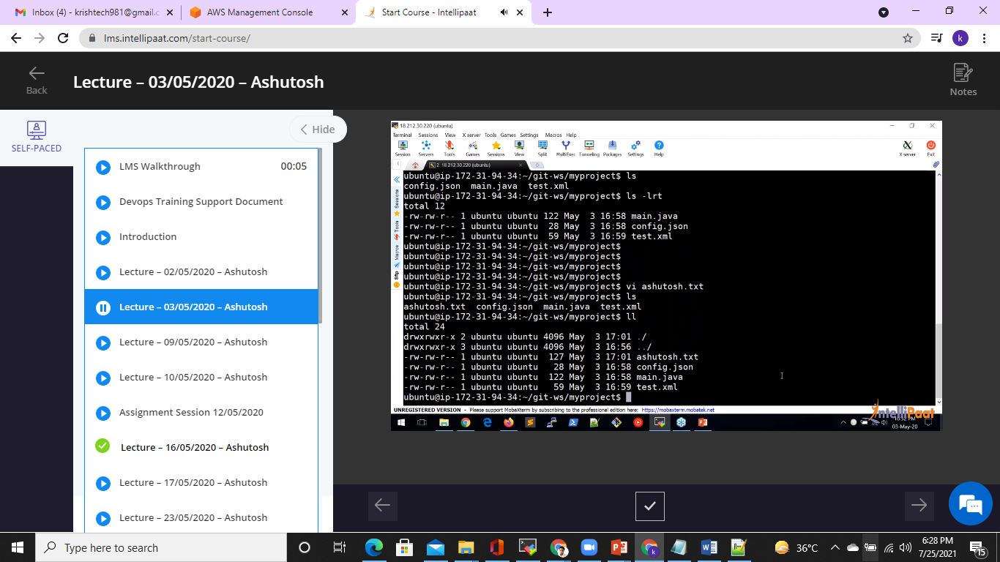 Inbox (4) - krishtech981@gmail.c
AWS Management Console
Start Course - Intellipaat
lms.intellipaat.com/start-course/
k
Back
Lecture – 03/05/2020 – Ashutosh
Notes
SELF-PACED
Hide
LMS Walkthrough 00:05
Devops Training Support Document
Introduction
Lecture – 02/05/2020 – Ashutosh
Lecture – 03/05/2020 – Ashutosh
Lecture – 09/05/2020 – Ashutosh
Lecture – 10/05/2020 – Ashutosh
Assignment Session 12/05/2020
Lecture – 16/05/2020 – Ashutosh
Lecture – 17/05/2020 – Ashutosh
Lecture – 23/05/2020 – Ashutosh
18.212.30.220 (ubuntu)
Terminal Sessions View X server Tools Games Settings Macros Help
Session Servers Tools Games Sessions View Split MultiExec Tunneling Packages Settings Help X server Exit
2. 18.212.30.220 (ubuntu)
Sessions
Tools
Macros
Sftp
ubuntu@ip-172-31-94-34:~/git-ws/myproject$ ls
config.json main.java test.xml
ubuntu@ip-172-31-94-34:~/git-ws/myproject$ ls -lrt
total 12
-rw-rw-r-- 1 ubuntu ubuntu 122 May 3 16:58 main.java
-rw-rw-r-- 1 ubuntu ubuntu 28 May 3 16:58 config.json
-rw-rw-r-- 1 ubuntu ubuntu 59 May 3 16:59 test.xml
ubuntu@ip-172-31-94-34:~/git-ws/myproject$
ubuntu@ip-172-31-94-34:~/git-ws/myproject$
ubuntu@ip-172-31-94-34:~/git-ws/myproject$
ubuntu@ip-172-31-94-34:~/git-ws/myproject$
ubuntu@ip-172-31-94-34:~/git-ws/myproject$ vi ashutosh.txt
ubuntu@ip-172-31-94-34:~/git-ws/myproject$ ls
ashutosh.txt config.json main.java test.xml
ubuntu@ip-172-31-94-34:~/git-ws/myproject$ ll
total 24
drwxrwxr-x 2 ubuntu ubuntu 4096 May 3 17:01 ./
drwxrwxr-x 3 ubuntu ubuntu 4096 May 3 16:56 ../
-rw-rw-r-- 1 ubuntu ubuntu 127 May 3 17:01 ashutosh.txt
-rw-rw-r-- 1 ubuntu ubuntu 28 May 3 16:58 config.json
-rw-rw-r-- 1 ubuntu ubuntu 122 May 3 16:58 main.java
-rw-rw-r-- 1 ubuntu ubuntu 59 May 3 16:59 test.xml
ubuntu@ip-172-31-94-34:~/git-ws/myproject$
UNREGISTERED VERSION - Please support MobaXterm by subscribing to the professional edition here: https://mobaxterm.mobatek.net
IntelliPaat
10:32 PM
03-May-20
Type here to search
36°C
6:28 PM
7/25/2021
15